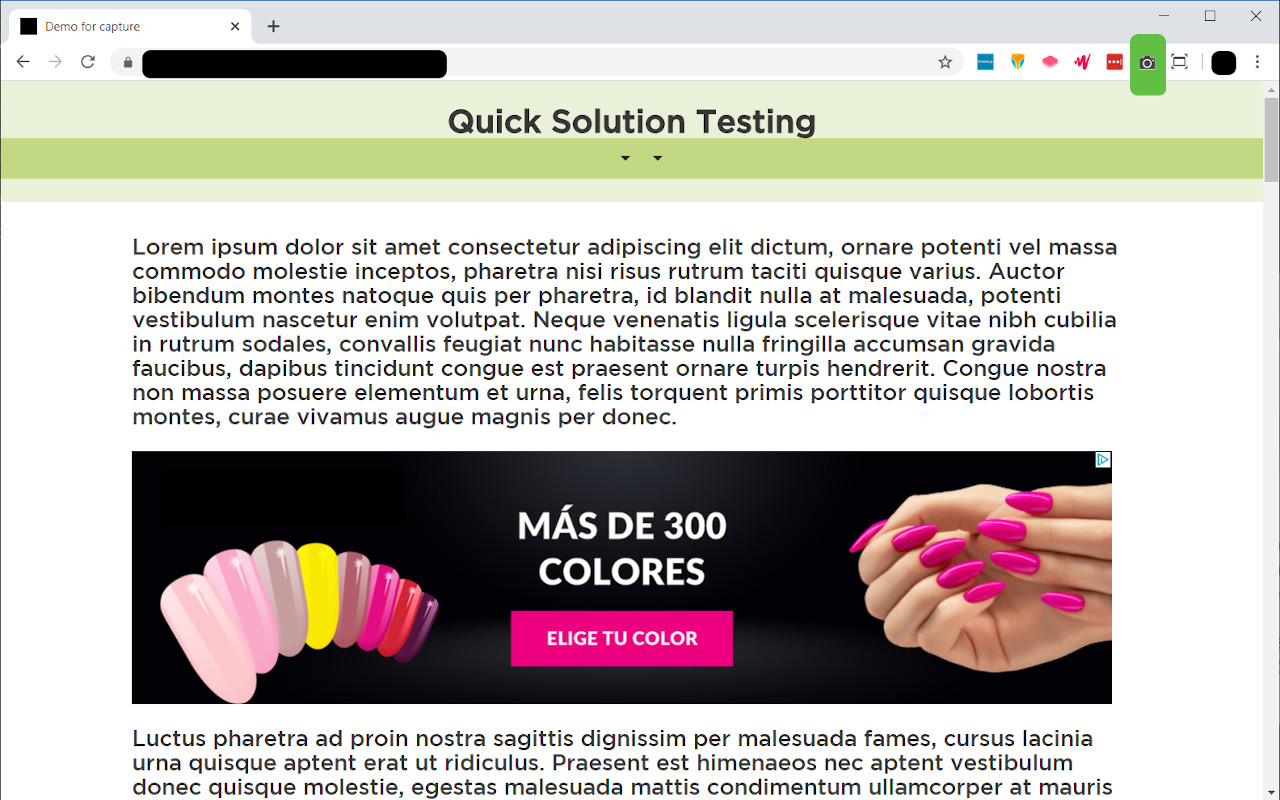 Demo for capture
Quick Solution Testing
Lorem ipsum dolor sit amet consectetur adipiscing elit dictum, ornare potenti vel massa
commodo molestie inceptos, pharetra nisi risus rutrum taciti quisque varius. Auctor
bibendum montes natoque quis per pharetra, id blandit nulla at malesuada, potenti
vestibulum nascetur enim volutpat. Neque venenatis ligula scelerisque vitae nibh cubilia
in rutrum sodales, convallis feugiat nunc habitasse nulla fringilla accumsan gravida
faucibus, dapibus tincidunt congue est praesent ornare turpis hendrerit. Congue nostra
non massa posuere elementum et urna, felis torquent primis porttitor quisque lobortis
montes, curae vivamus augue magnis per donec.
MÁS DE 300
COLORES
ELIGE TU COLOR
Luctus pharetra ad proin nostra sagittis dignissim per malesuada fames, cursus lacinia
urna quisque aptent erat ut ridiculus. Praesent est himenaeos nec aptent vestibulum
donec quisque molestie, egestas malesuada mattis condimentum ullamcorper at mauris